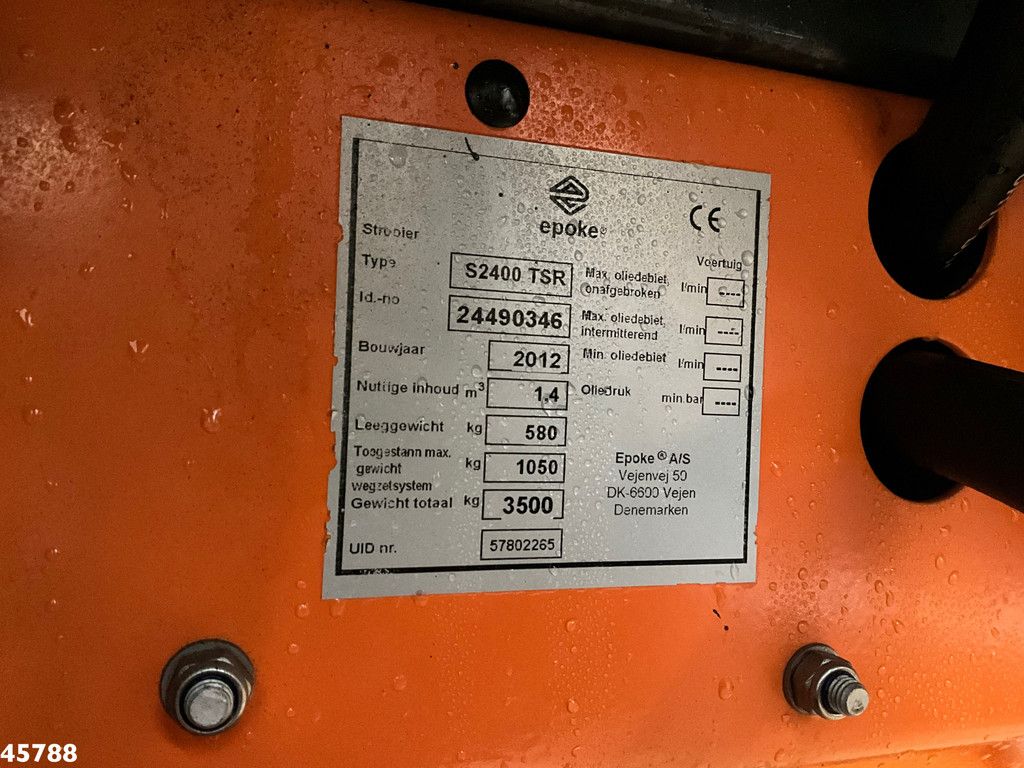 epoke®
CE
Strooier
Voertuig
Type S2400 TSR
Max. oliedebiet, onafgebroken l/min ----
Id.-no 24490346
Max. oliedebiet, intermitterend l/min ----
Bouwjaar 2012
Min. oliedebiet l/min ----
Nuttige inhoud m³ 1,4
Oliedruk min.bar ----
Leeggewicht kg 580
Toegestann max.
gewicht kg 1050
wegzetsystem
Gewicht totaal kg 3500
UID nr. 57802265
Epoke® A/S
Vejenvej 50
DK-6600 Vejen
Denemarken
45788